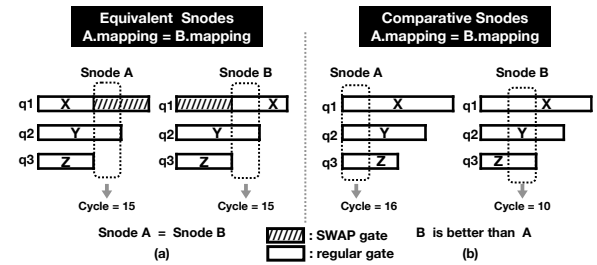 Equivalent Snodes
A.mapping = B.mapping
Comparative Snodes
A.mapping = B.mapping
Snode A
Snode B
Snode A
Snode B
q1 X
X
q1 X
q1 X
q2 Y
q2 Y
q2 Y
q2 Y
q3 Z
q3 Z
q3 Z
q3 Z
Cycle = 15
Cycle = 15
Cycle = 16
Cycle = 10
Snode A = Snode B
: SWAP gate
B is better than A
(a)
: regular gate
(b)